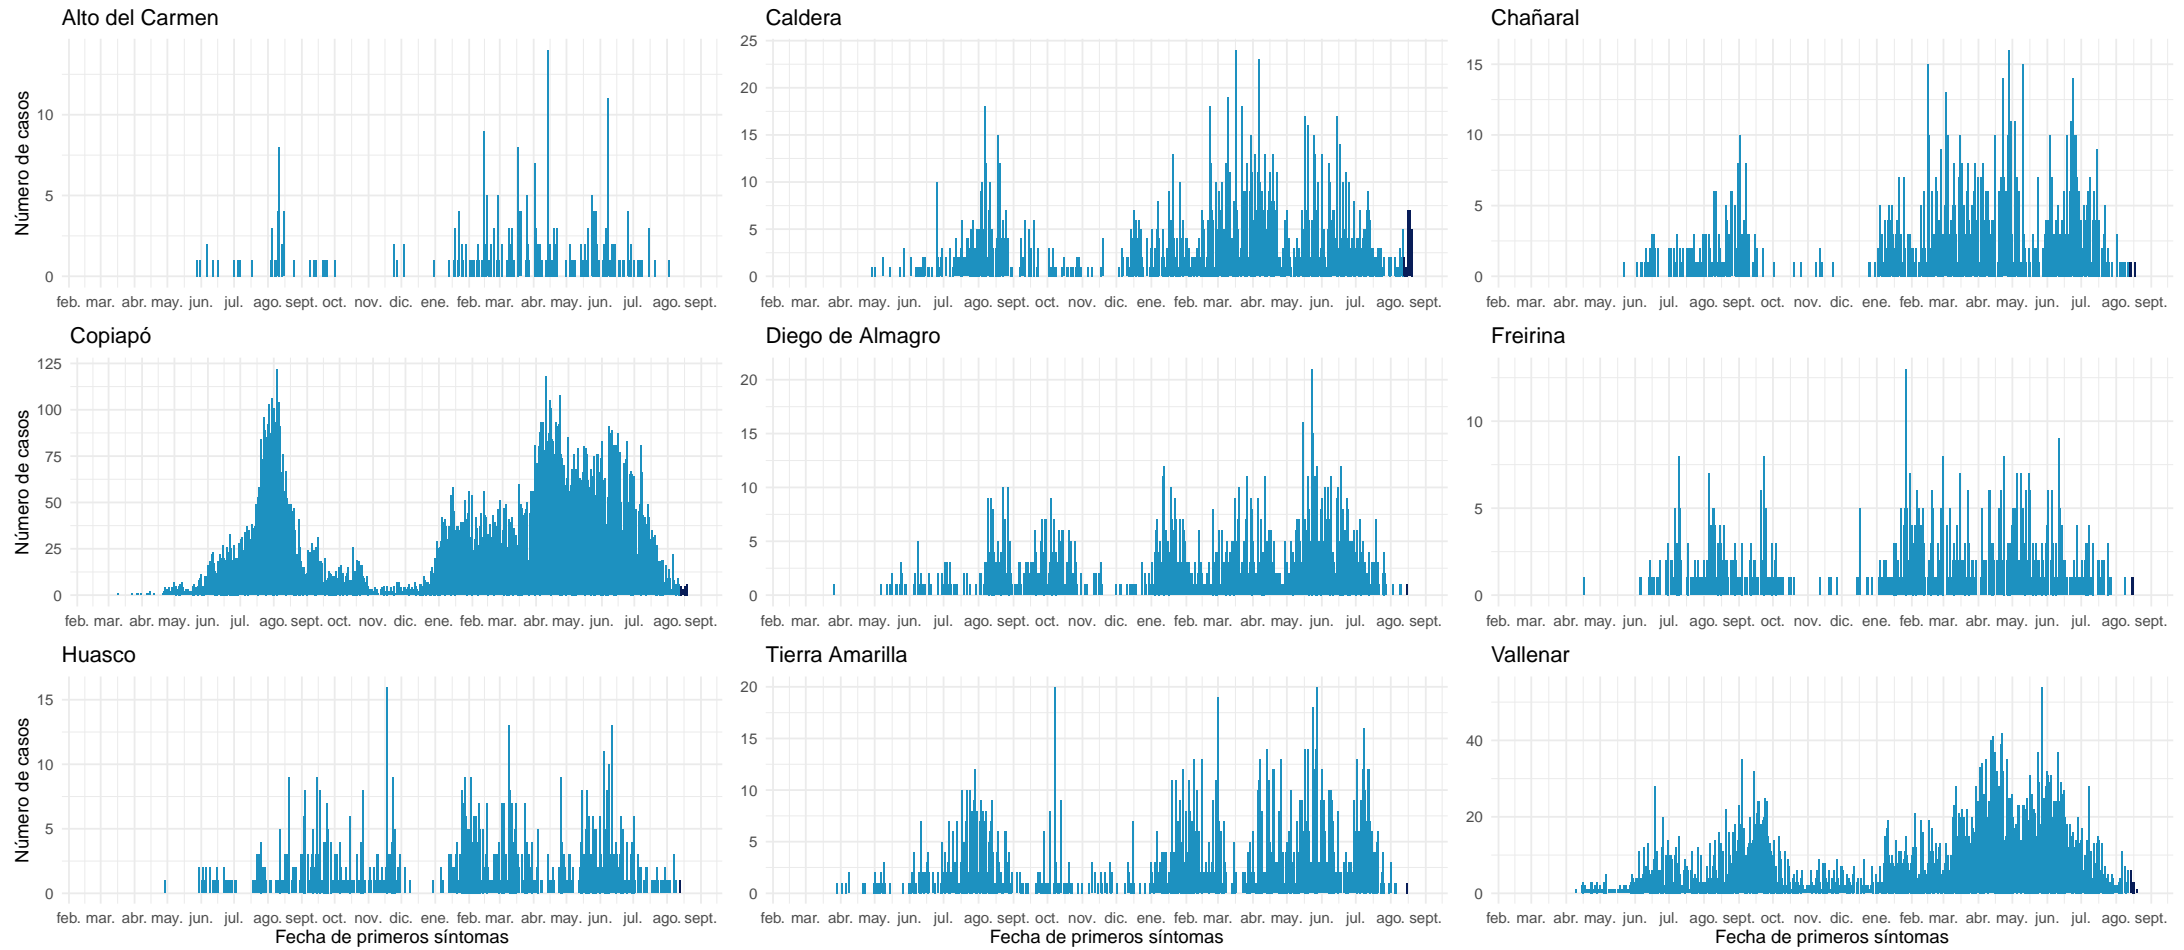 Alto del Carmen
Caldera
Chañaral
Número de casos
10
5
0
25
20
15
10
5
0
15
10
5
0
feb. mar. abr. may. jun. jul. ago. sept. oct. nov. dic. ene. feb. mar. abr. may. jun. jul. ago. sept.
feb. mar. abr. may. jun. jul. ago. sept. oct. nov. dic. ene. feb. mar. abr. may. jun. jul. ago. sept.
feb. mar. abr. may. jun. jul. ago. sept. oct. nov. dic. ene. feb. mar. abr. may. jun. jul. ago. sept.
Copiapó
Diego de Almagro
Freirina
Número de casos
125
100
75
50
25
0
20
15
10
5
0
10
5
0
feb. mar. abr. may. jun. jul. ago. sept. oct. nov. dic. ene. feb. mar. abr. may. jun. jul. ago. sept.
feb. mar. abr. may. jun. jul. ago. sept. oct. nov. dic. ene. feb. mar. abr. may. jun. jul. ago. sept.
feb. mar. abr. may. jun. jul. ago. sept. oct. nov. dic. ene. feb. mar. abr. may. jun. jul. ago. sept.
Huasco
Tierra Amarilla
Vallenar
Número de casos
15
10
5
0
20
15
10
5
0
40
20
0
feb. mar. abr. may. jun. jul. ago. sept. oct. nov. dic. ene. feb. mar. abr. may. jun. jul. ago. sept.
feb. mar. abr. may. jun. jul. ago. sept. oct. nov. dic. ene. feb. mar. abr. may. jun. jul. ago. sept.
feb. mar. abr. may. jun. jul. ago. sept. oct. nov. dic. ene. feb. mar. abr. may. jun. jul. ago. sept.
Fecha de primeros síntomas
Fecha de primeros síntomas
Fecha de primeros síntomas